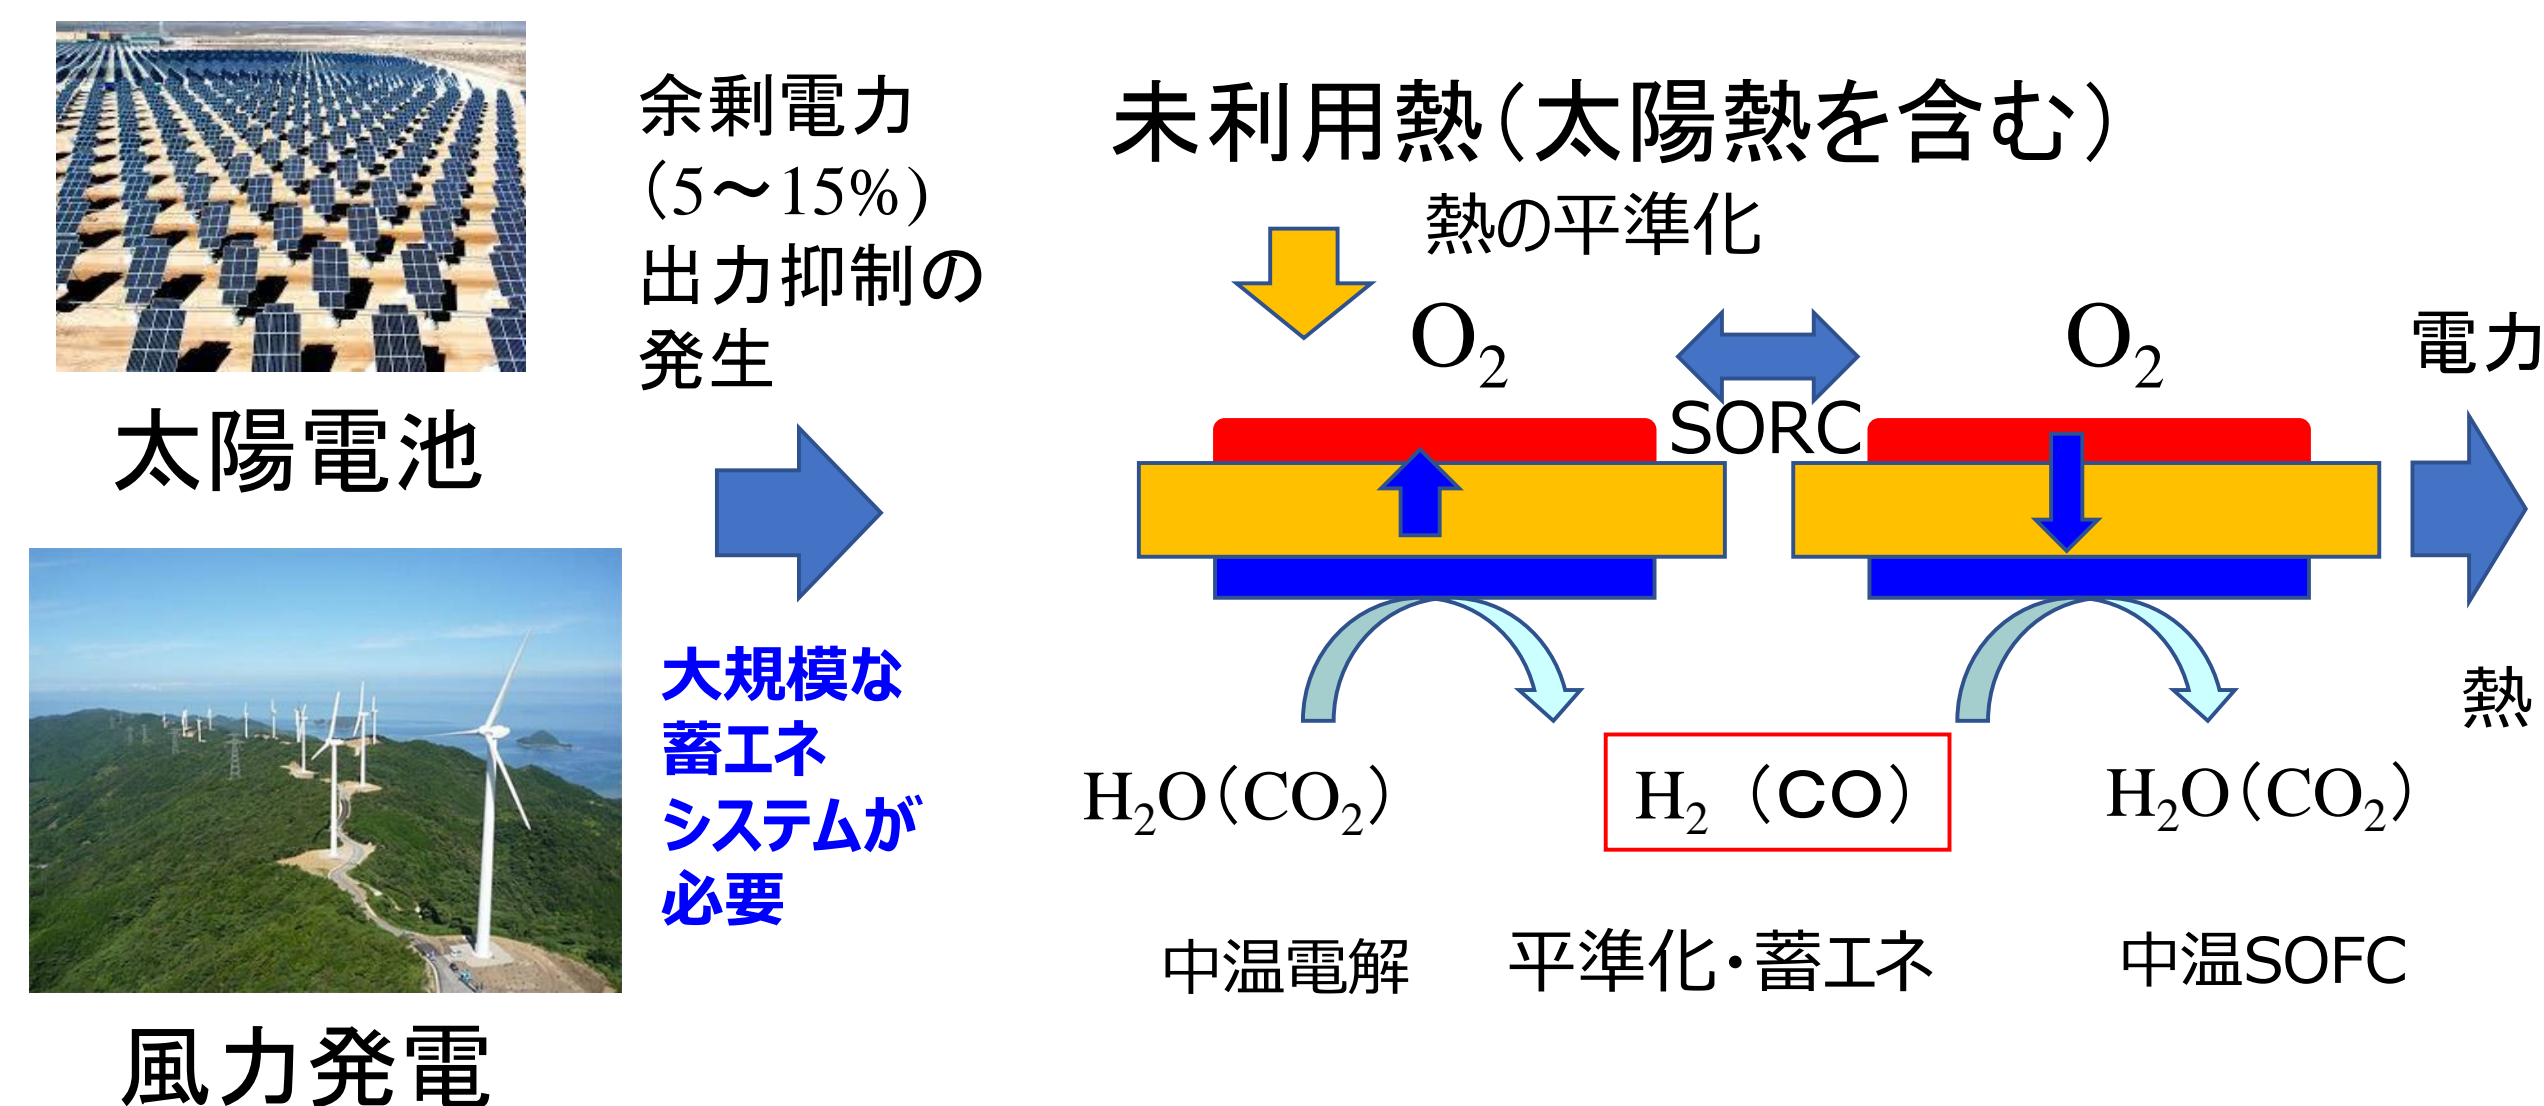 太陽電池
風力発電
余剰電力
（5～15%）
出力抑制の
発生
大規模な
蓄エネ
システムが
必要
未利用熱（太陽熱を含む）
熱の平準化
O₂
O₂
SORC
H₂O（CO₂）
H₂（CO）
H₂O（CO₂）
中温電解
平準化・蓄エネ
中温SOFC
電力
熱